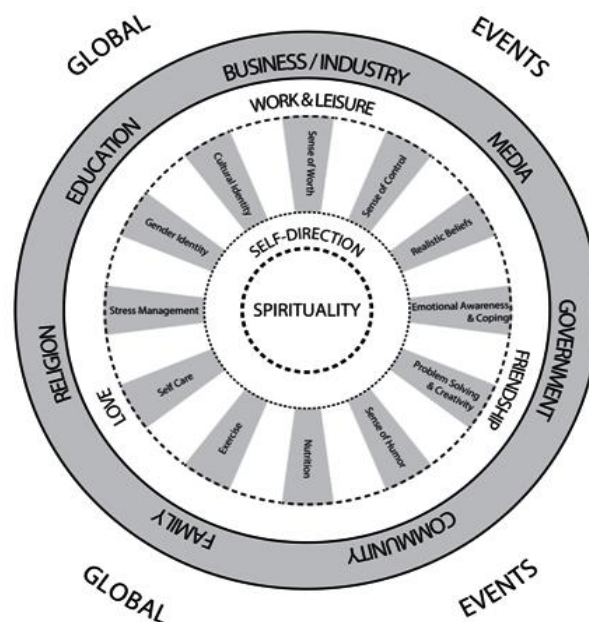 GLOBAL
EVENTS
BUSINESS / INDUSTRY
EDUCATION
MEDIA
WORK & LEISURE
Sense of Worth
Cultural Identity
Sense of Control
Gender Identity
Realistic Beliefs
SELF-DIRECTION
SPIRITUALITY
Stress Management
Emotional Awareness
& Coping
GOVERNMENT
RELIGION
FRIENDSHIP
LOVE
Self Care
Problem Solving
& Creativity
Exercise
Nutrition
Sense of Humor
FAMILY
COMMUNITY
GLOBAL
EVENTS